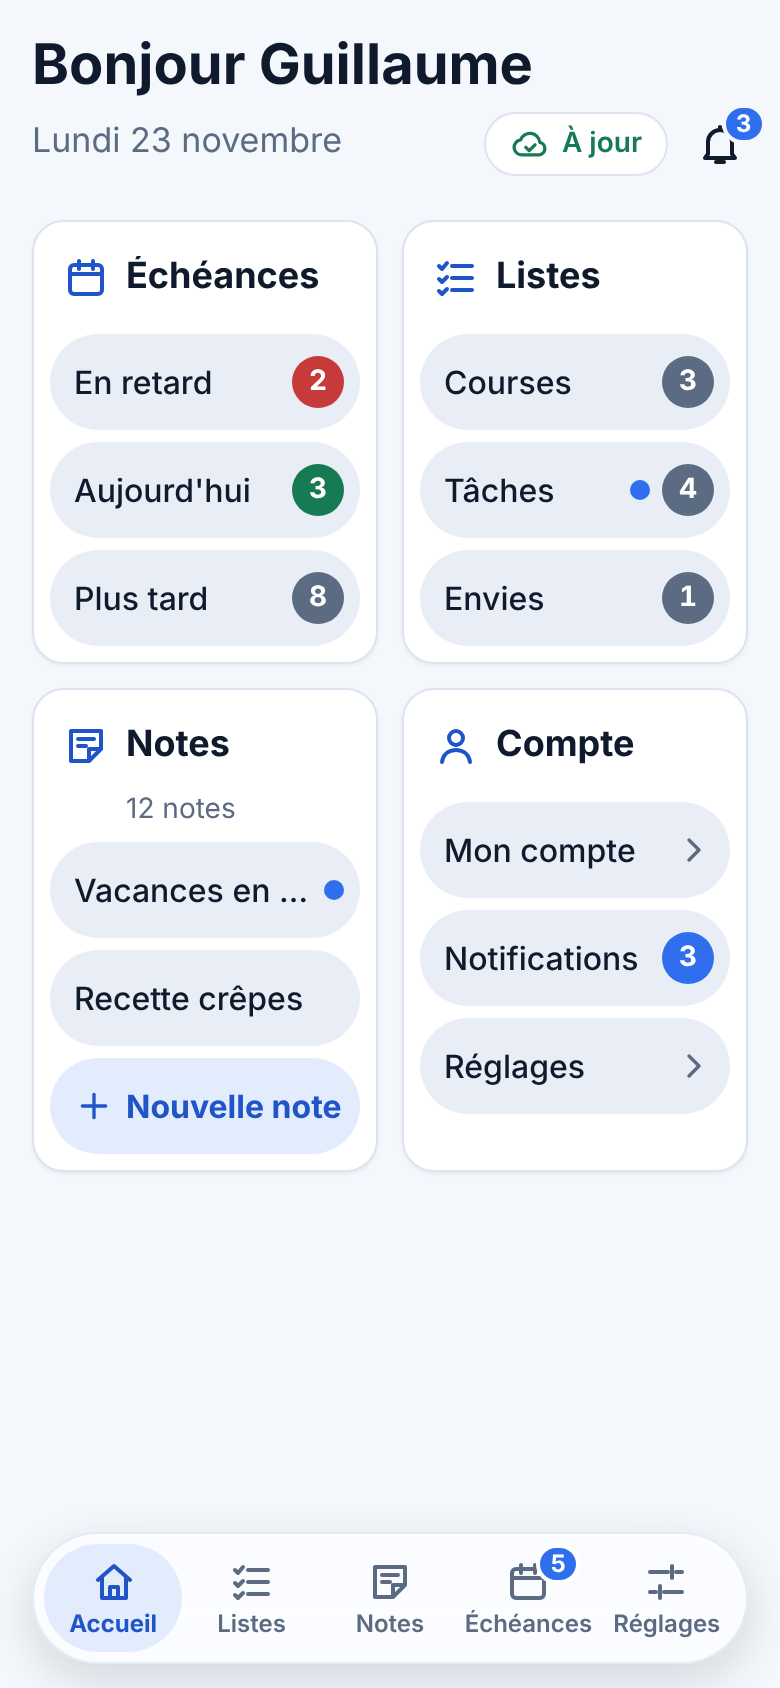 Bonjour Guillaume
Lundi 23 novembre
À jour
3
Échéances
En retard 2
Aujourd'hui 3
Plus tard 8
Listes
Courses 3
Tâches 4
Envies 1
Notes
12 notes
Vacances en ...
Recette crêpes
Nouvelle note
Compte
Mon compte
Notifications 3
Réglages
Accueil
Listes
Notes
5
Échéances
Réglages